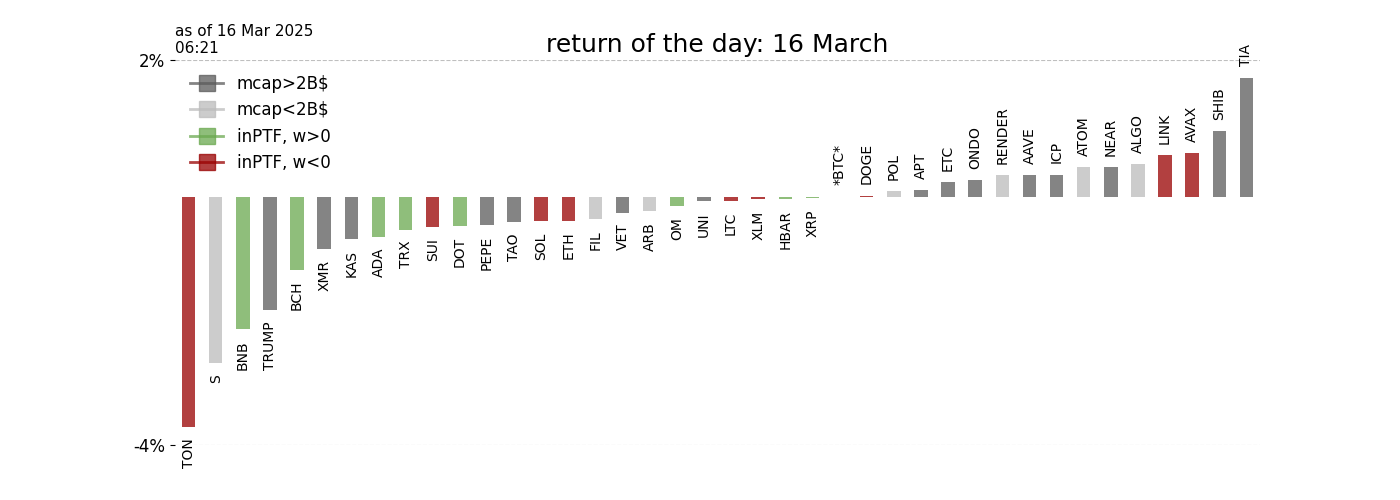 as of 16 Mar 2025
06:21
return of the day: 16 March
2%
mcap>2B$
mcap<2B$
inPTF, w>0
inPTF, w<0
-4%
TON
S
BNB
TRUMP
BCH
XMR
KAS
ADA
TRX
SUI
DOT
PEPE
TAO
SOL
ETH
FIL
VET
ARB
OM
UNI
LTC
XLM
HBAR
XRP
*BTC*
DOGE
POL
APT
ETC
ONDO
RENDER
AAVE
ICP
ATOM
NEAR
ALGO
LINK
AVAX
SHIB
TIA